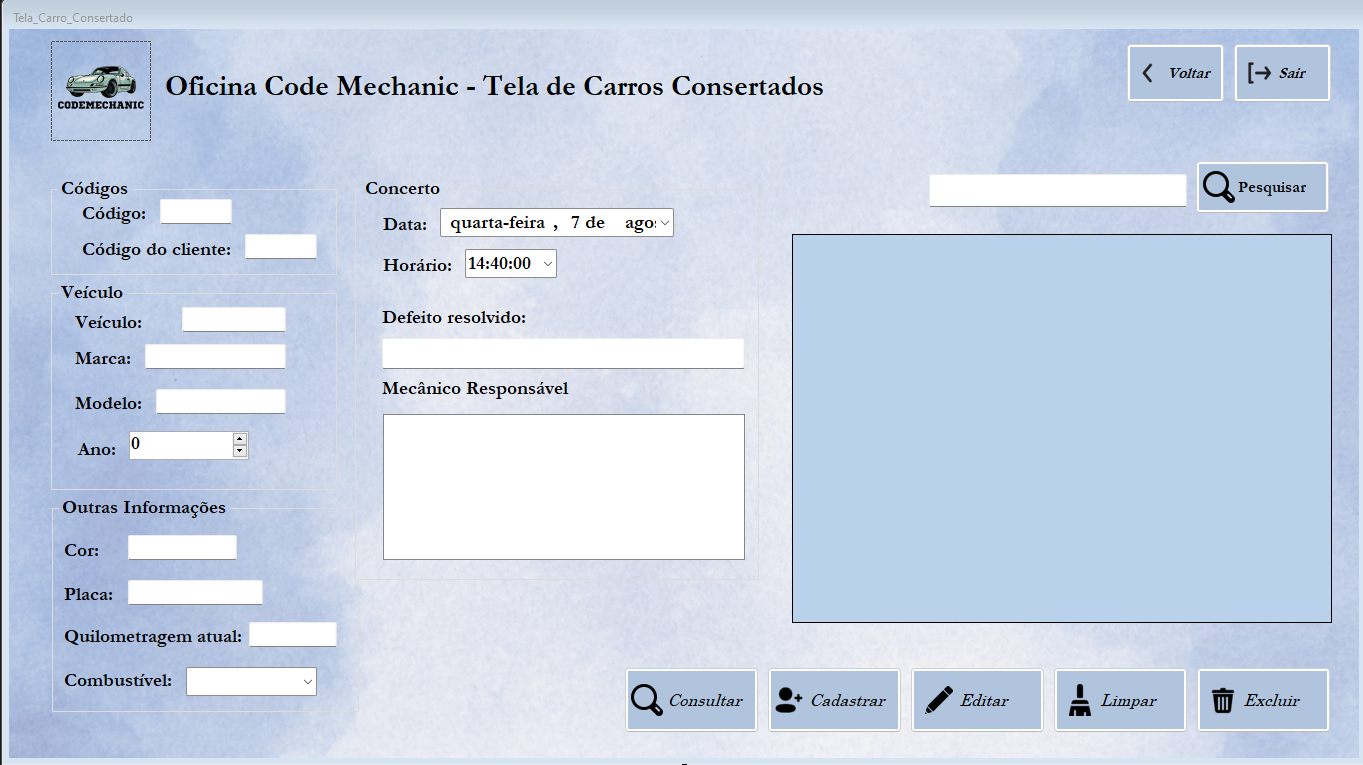 Tela_Carro_Consertado
CODEMECHANIC
Oficina Code Mechanic - Tela de Carros Consertados
Voltar
Sair
Códigos
Código:
Código do cliente:
Veículo
Veículo:
Marca:
Modelo:
Ano:
0
Outras Informações
Cor:
Placa:
Quilometragem atual:
Combustível:
Concerto
Data:
quarta-feira , 7 de ago
Horário:
14:40:00
Defeito resolvido:
Mecânico Responsável
Pesquisar
Consultar
Cadastrar
Editar
Limpar
Excluir